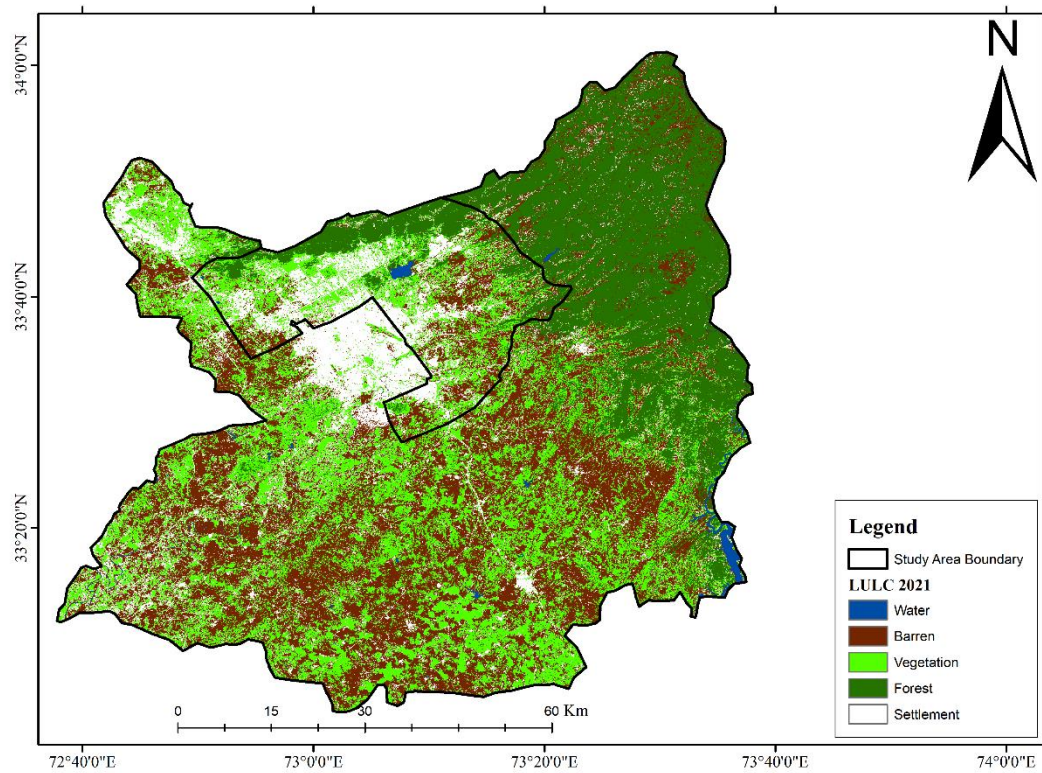 N
34°0'0"N
33°40'0"N
33°20'0"N
Legend
Study Area Boundary
LULC 2021
Water
Barren
Vegetation
Forest
Settlement
0 15 30 60 Km
72°40'0"E 73°0'0"E 73°20'0"E 73°40'0"E 74°0'0"E